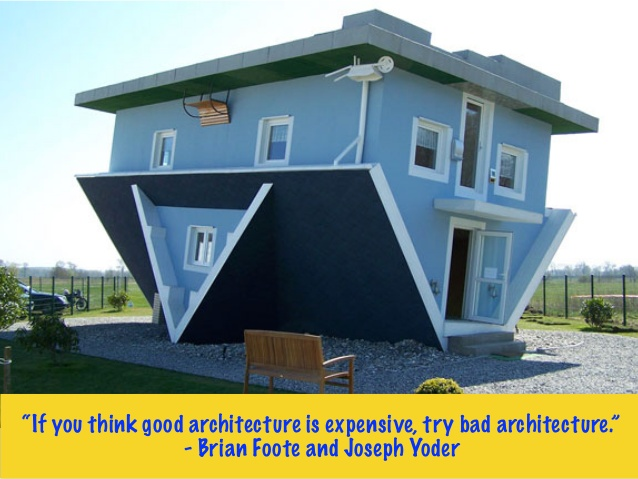 “If you think good architecture is expensive, try bad architecture.”
- Brian Foote and Joseph Yoder